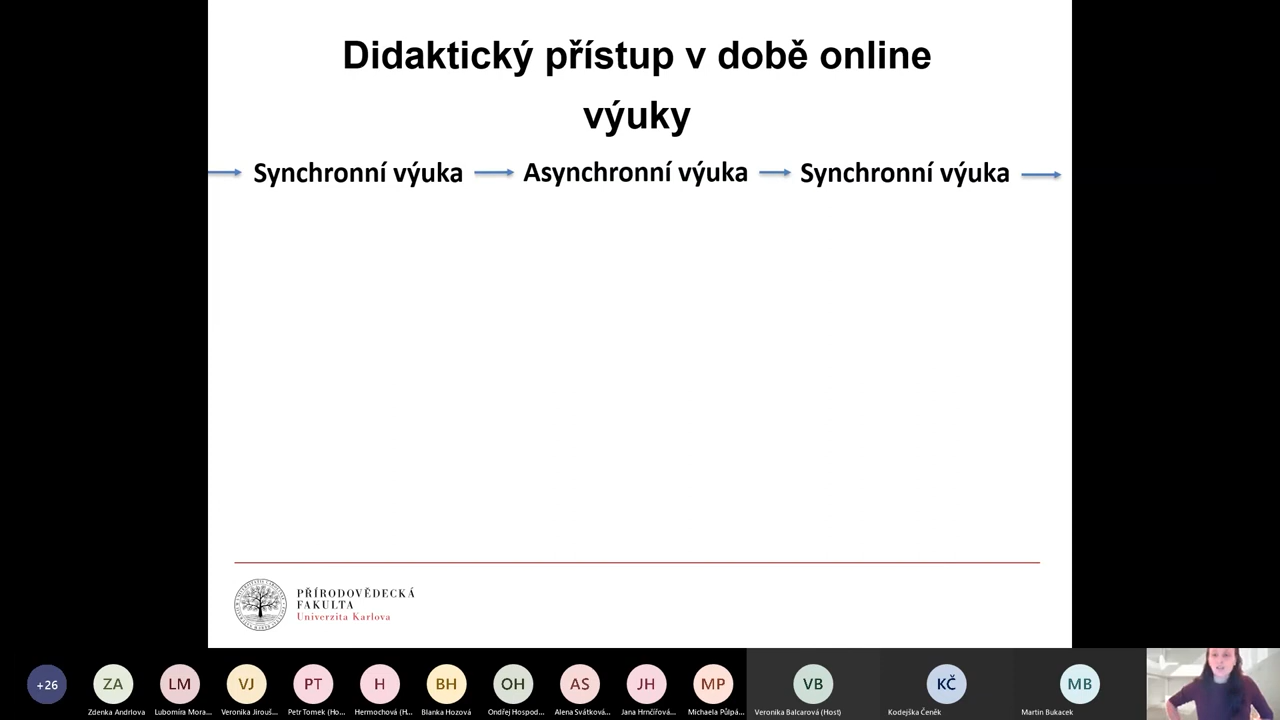 Didaktický přístup v době online
výuky
Synchronní výuka Asynchronní výuka Synchronní výuka
PŘÍRODOVĚDECKÁ
FAKULTA
Univerzita Karlova
+26 ZA LM VJ PT H BH OH AS JH MP VB KČ MB
Zdenka Andrlova Lubomíra Mora... Veronika Jirouš... Petr Tomek (Ho... Hermochová (H... Blanka Hozová Ondřej Hospod... Alena Svátková... Jana Hrnčířová... Michaela Půlpá... Veronika Balcarová (Host) Kodejška Čeněk Martin Bukacek